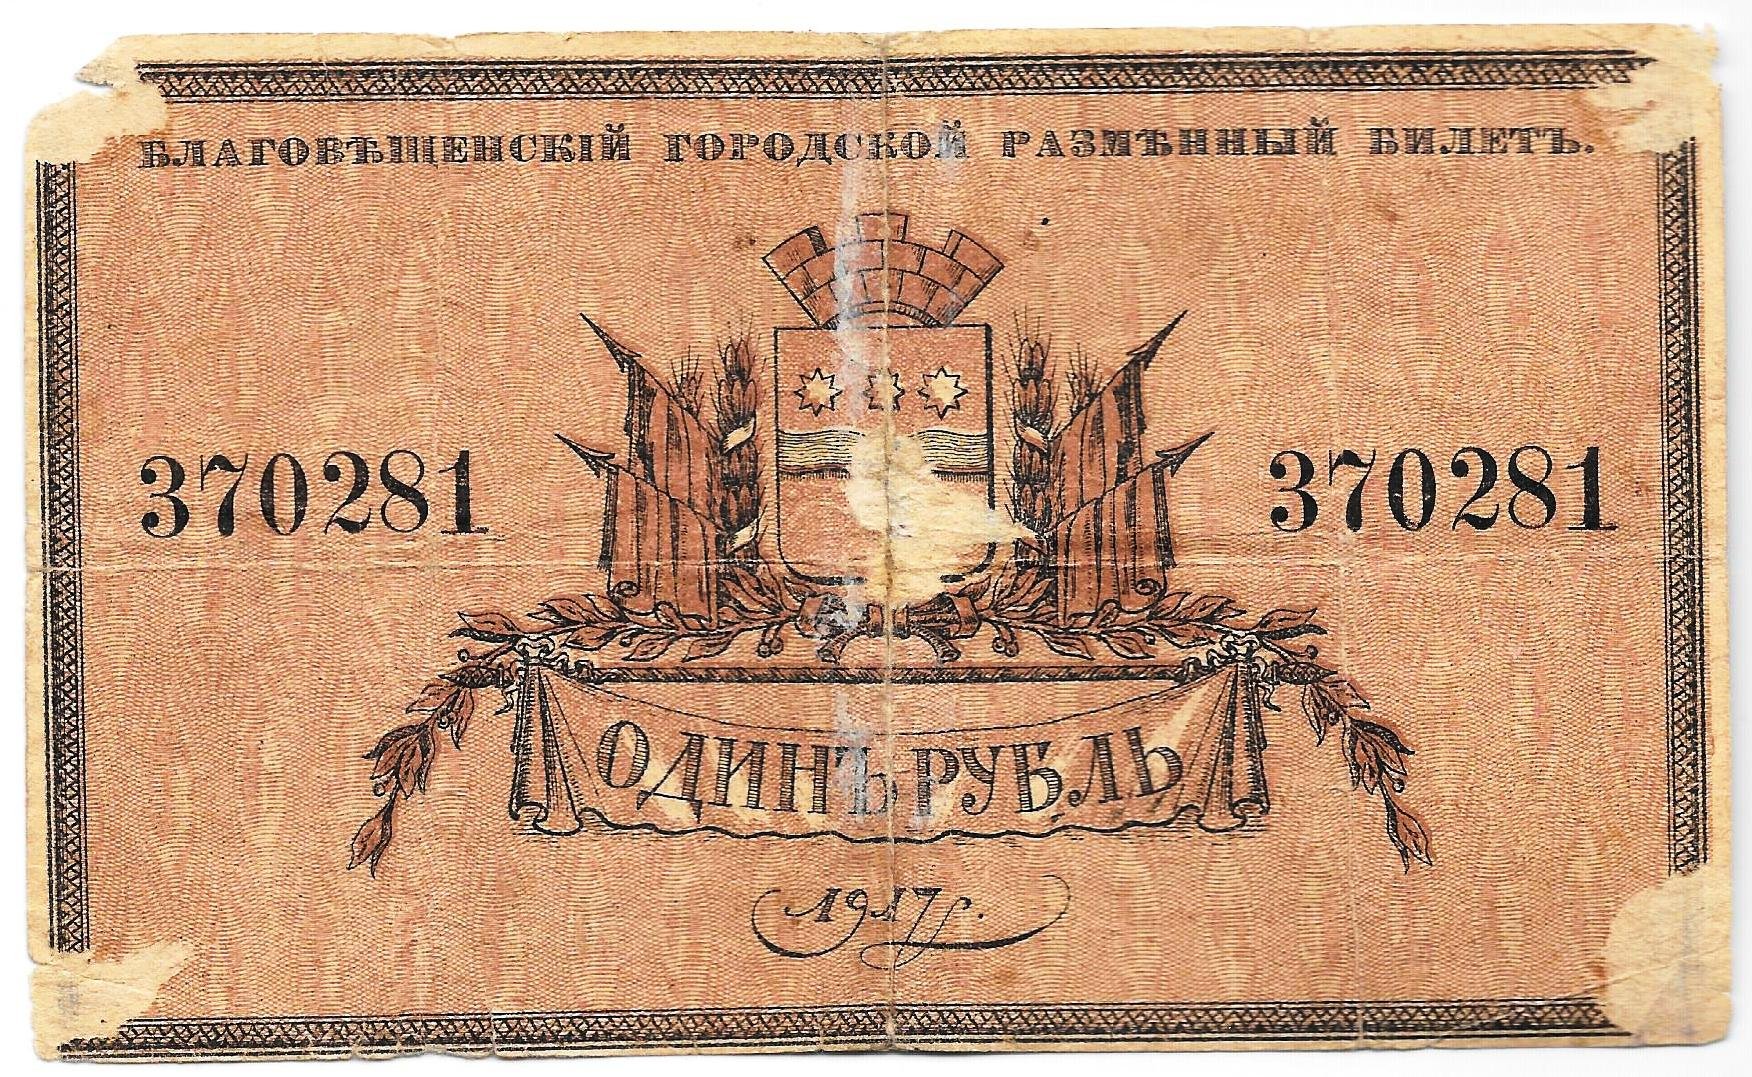 БЛАГОВѢЩЕНСКІЙ ГОРОДСКОЙ РАЗМѢННЫЙ БИЛЕТЪ.
370281 370281
ОДИНЪ РУБЛЬ
1917 г.